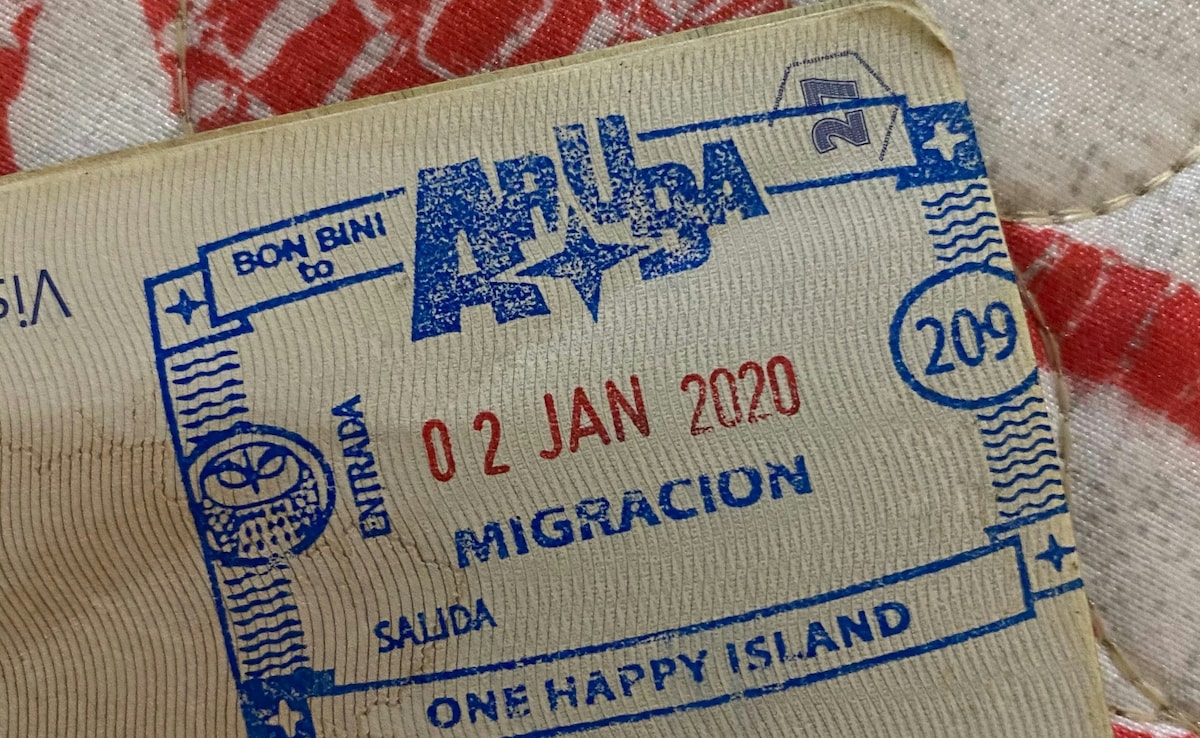 27
BON BINI
to
ARUBA
209
ENTRADA
02 JAN 2020
MIGRACION
SALIDA
ONE HAPPY ISLAND